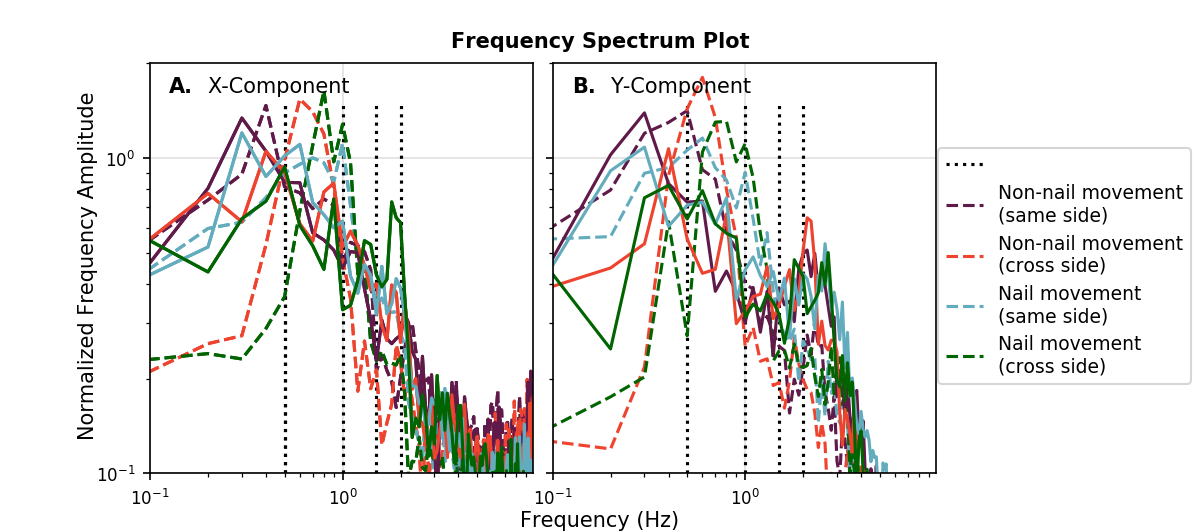 Frequency Spectrum Plot
A. X-Component
B. Y-Component
Normalized Frequency Amplitude
10⁰
10⁻¹
10⁻¹
10⁰
10⁻¹
10⁰
Frequency (Hz)
Non-nail movement
(same side)
Non-nail movement
(cross side)
Nail movement
(same side)
Nail movement
(cross side)